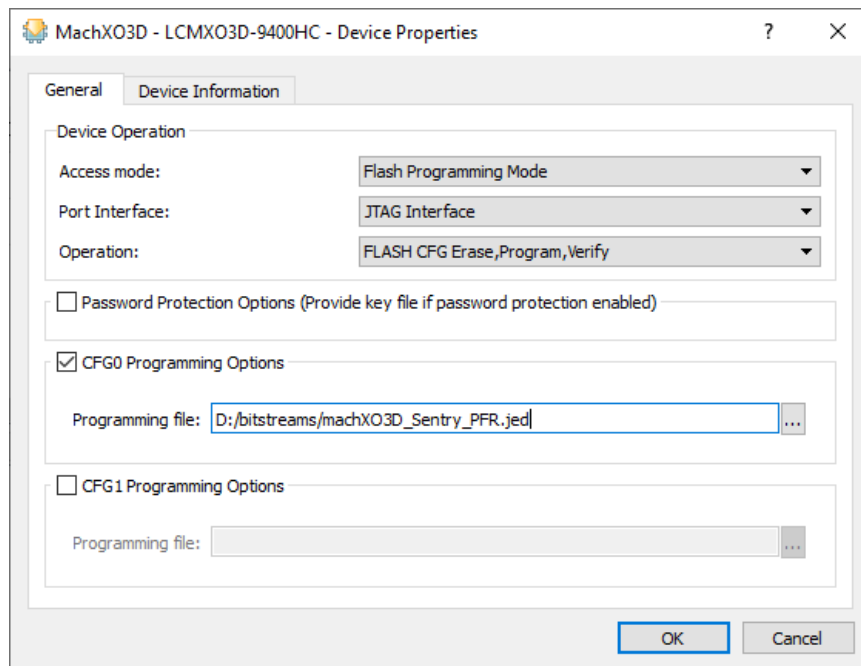 MachXO3D - LCMXO3D-9400HC - Device Properties ?
General Device Information
Device Operation
Access mode: Flash Programming Mode
Port Interface: JTAG Interface
Operation: FLASH CFG Erase,Program,Verify
Password Protection Options (Provide key file if password protection enabled)
CFG0 Programming Options
Programming file: D:/bitstreams/machXO3D_Sentry_PFR.jed ...
CFG1 Programming Options
Programming file: ...
OK Cancel